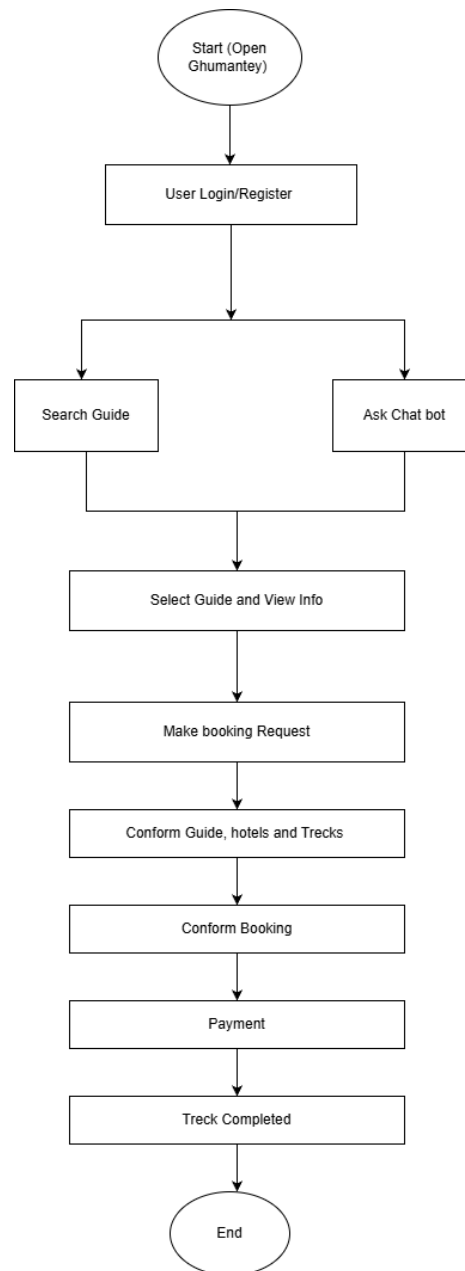 Start (Open
Ghumantey)
User Login/Register
Search Guide
Ask Chat bot
Select Guide and View Info
Make booking Request
Conform Guide, hotels and Trecks
Conform Booking
Payment
Treck Completed
End